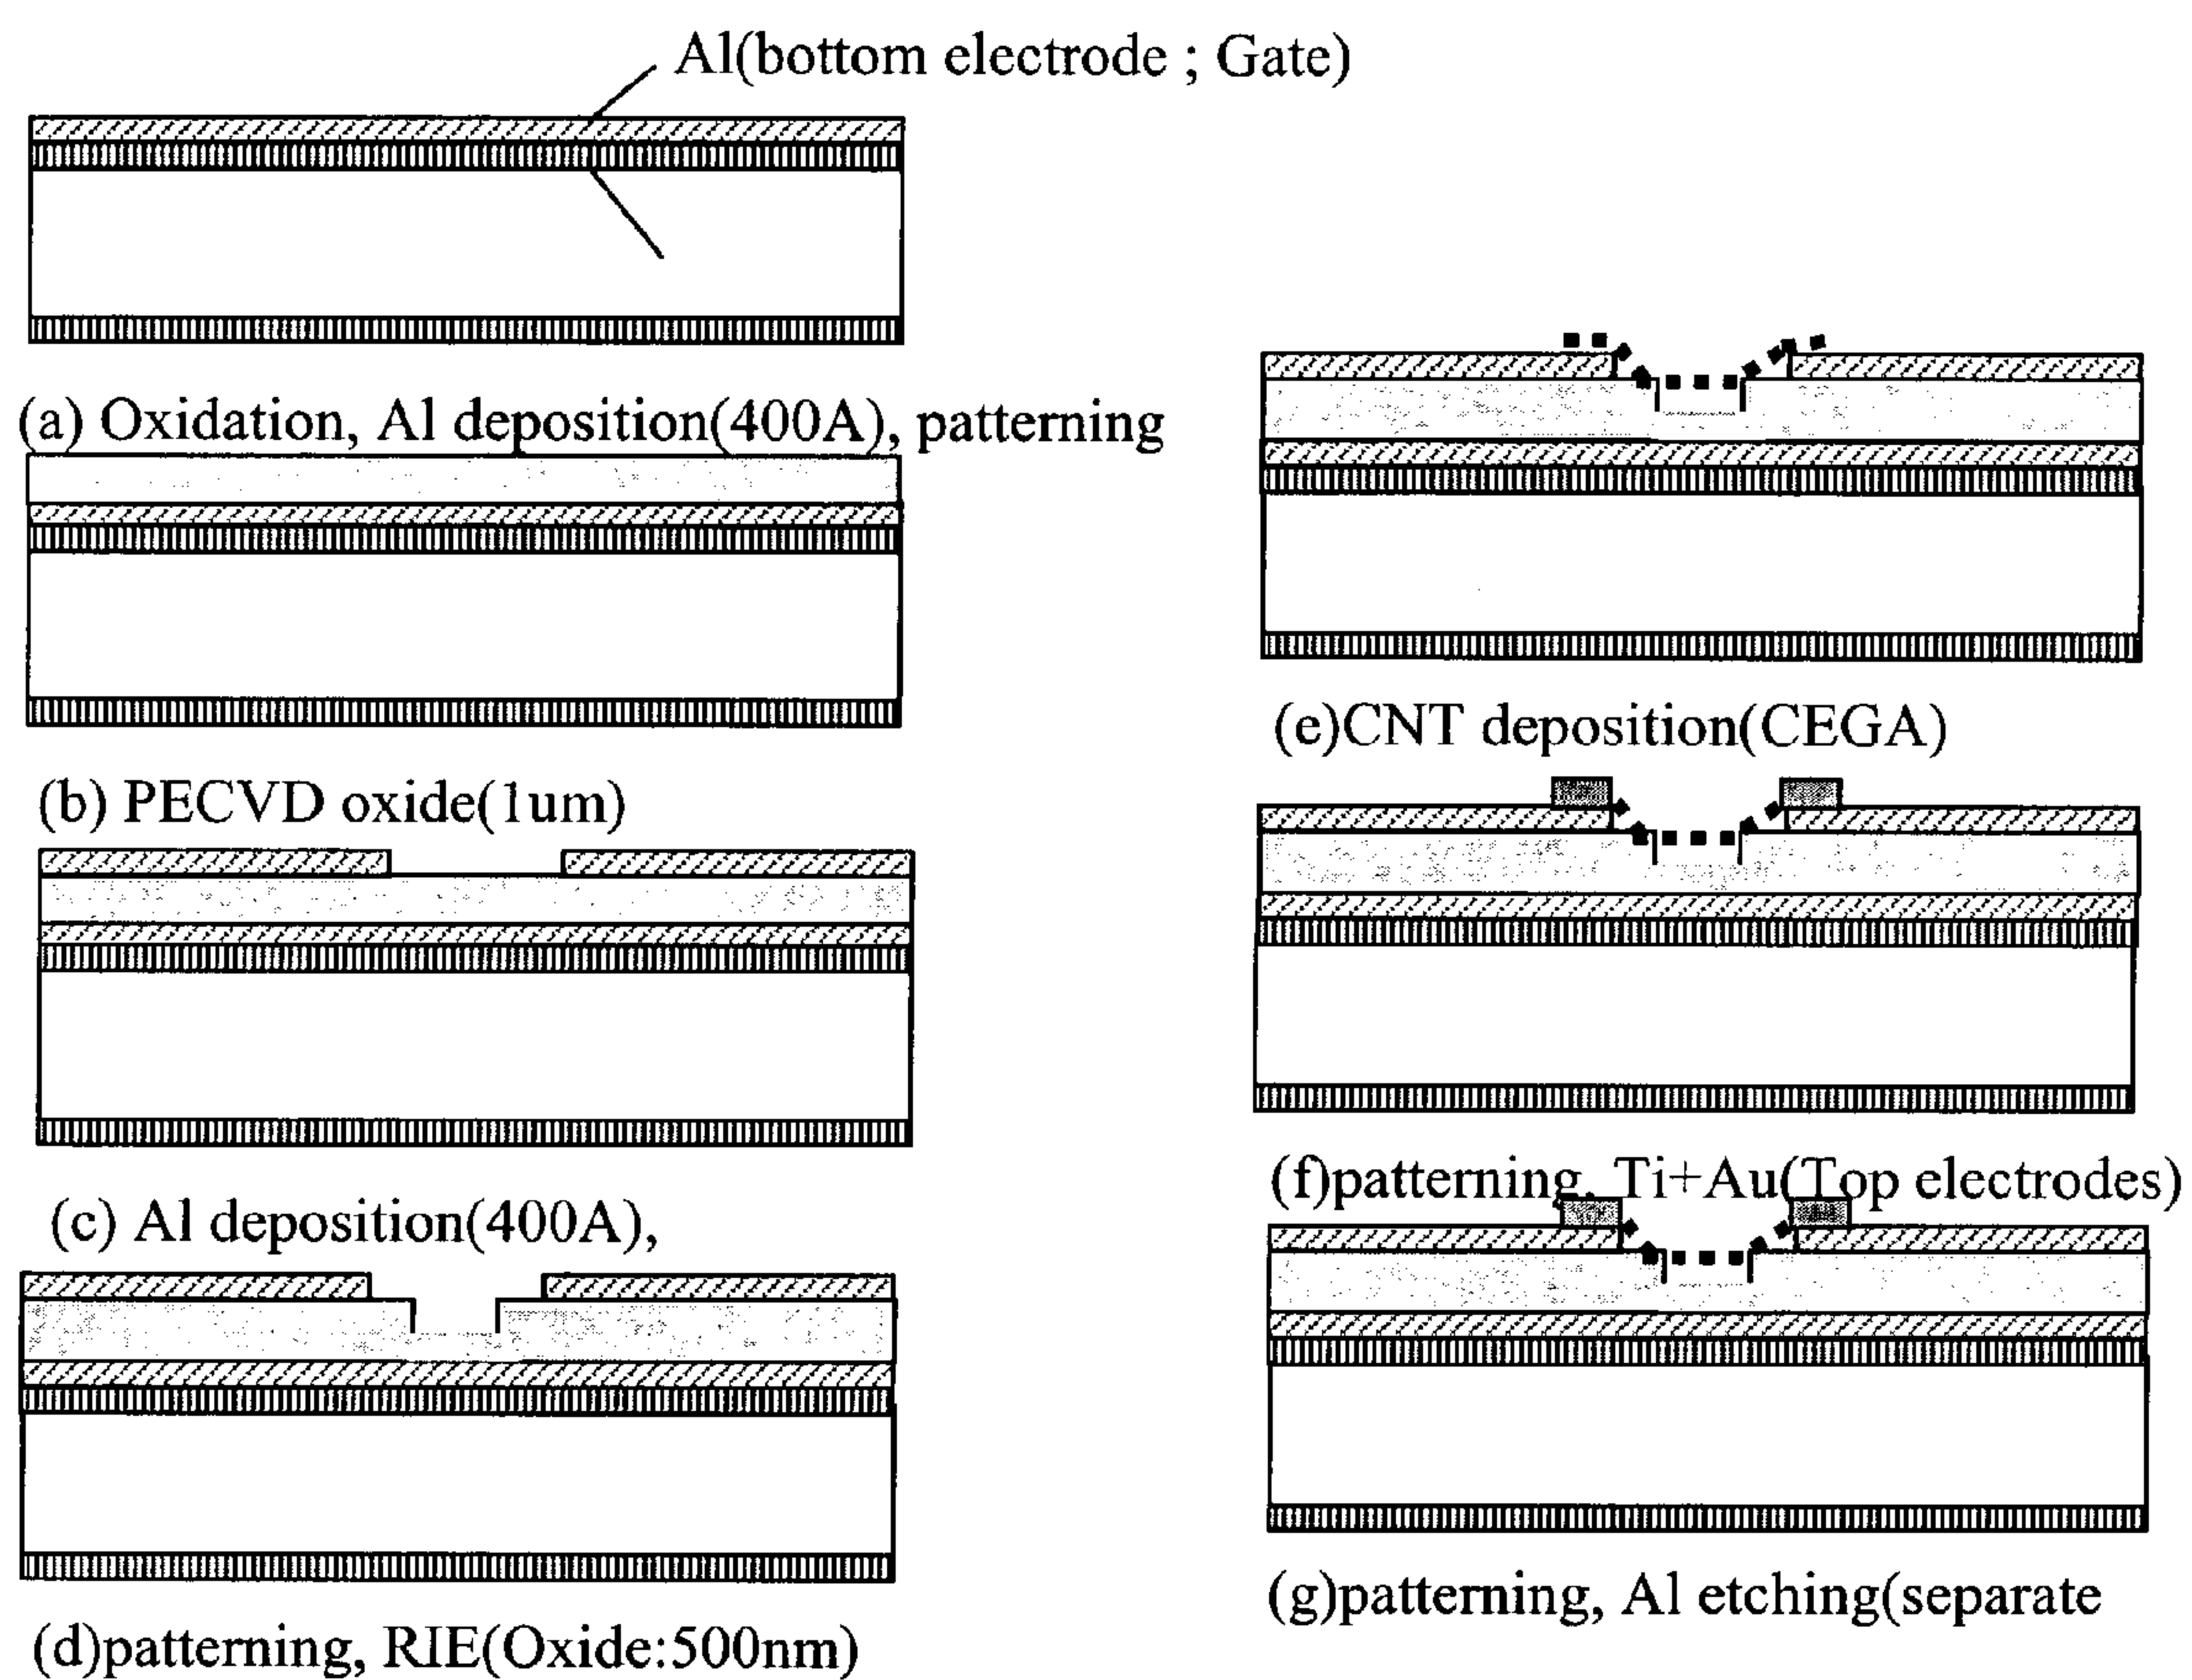 Al(bottom electrode ; Gate)
(a) Oxidation, Al deposition(400A), patterning
(b) PECVD oxide(1um)
(c) Al deposition(400A),
(d)patterning, RIE(Oxide:500nm)
(e)CNT deposition(CEGA)
(f)patterning, Ti+Au(Top electrodes)
(g)patterning, Al etching(separate